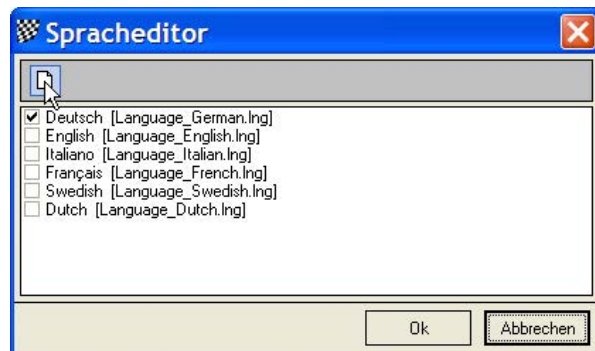 Spracheditor
Deutsch [Language_German.lng]
English [Language_English.lng]
Italiano [Language_Italian.lng]
Français [Language_French.lng]
Swedish [Language_Swedish.lng]
Dutch [Language_Dutch.lng]
Ok
Abbrechen